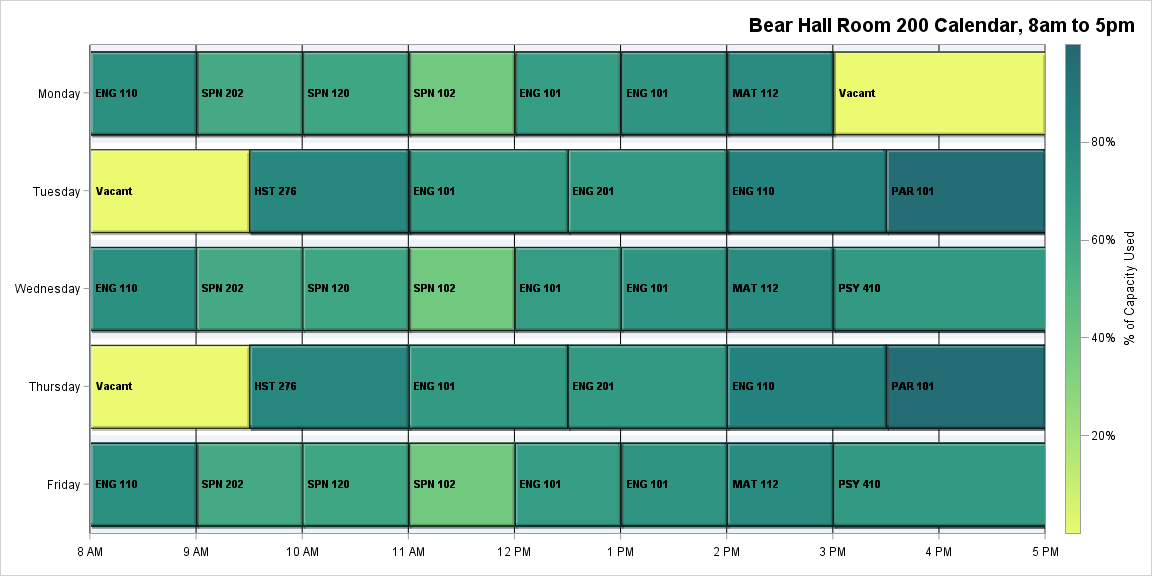 Bear Hall Room 200 Calendar, 8am to 5pm
Monday
ENG 110
SPN 202
SPN 120
SPN 102
ENG 101
ENG 101
MAT 112
Vacant
Tuesday
Vacant
HST 276
ENG 101
ENG 201
ENG 110
PAR 101
Wednesday
ENG 110
SPN 202
SPN 120
SPN 102
ENG 101
ENG 101
MAT 112
PSY 410
Thursday
Vacant
HST 276
ENG 101
ENG 201
ENG 110
PAR 101
Friday
ENG 110
SPN 202
SPN 120
SPN 102
ENG 101
ENG 101
MAT 112
PSY 410
8 AM
9 AM
10 AM
11 AM
12 PM
1 PM
2 PM
3 PM
4 PM
5 PM
80%
60%
40%
20%
% of Capacity Used